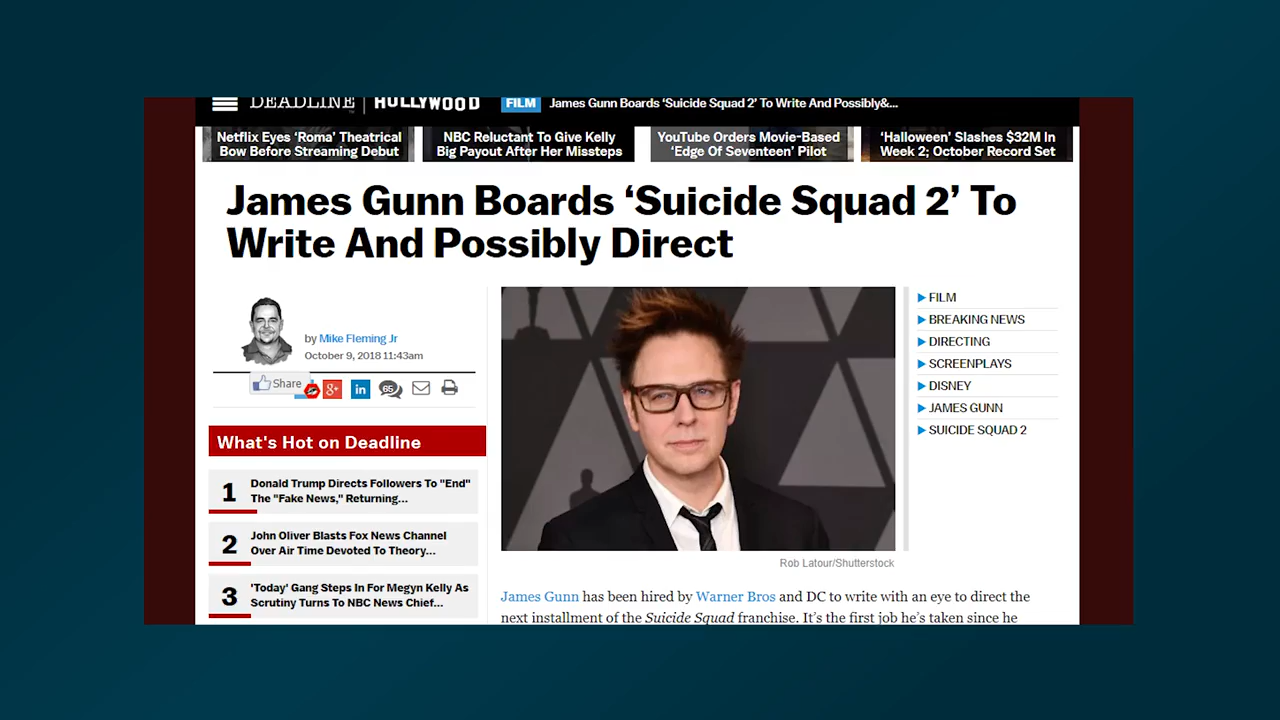 DEADLINE | HOLLYWOOD FILM James Gunn Boards ‘Suicide Squad 2’ To Write And Possibly&...
Netflix Eyes ‘Roma’ Theatrical
Bow Before Streaming Debut
NBC Reluctant To Give Kelly
Big Payout After Her Missteps
YouTube Orders Movie-Based
‘Edge Of Seventeen’ Pilot
‘Halloween’ Slashes $32M In
Week 2; October Record Set
James Gunn Boards ‘Suicide Squad 2’ To
Write And Possibly Direct
by Mike Fleming Jr
October 9, 2018 11:43am
Share
g+
in
65
What's Hot on Deadline
1
Donald Trump Directs Followers To "End"
The "Fake News," Returning...
2
John Oliver Blasts Fox News Channel
Over Air Time Devoted To Theory...
3
'Today' Gang Steps In For Megyn Kelly As
Scrutiny Turns To NBC News Chief...
Rob Latour/Shutterstock
James Gunn has been hired by Warner Bros and DC to write with an eye to direct the
next installment of the Suicide Squad franchise. It’s the first job he’s taken since he
FILM
BREAKING NEWS
DIRECTING
SCREENPLAYS
DISNEY
JAMES GUNN
SUICIDE SQUAD 2